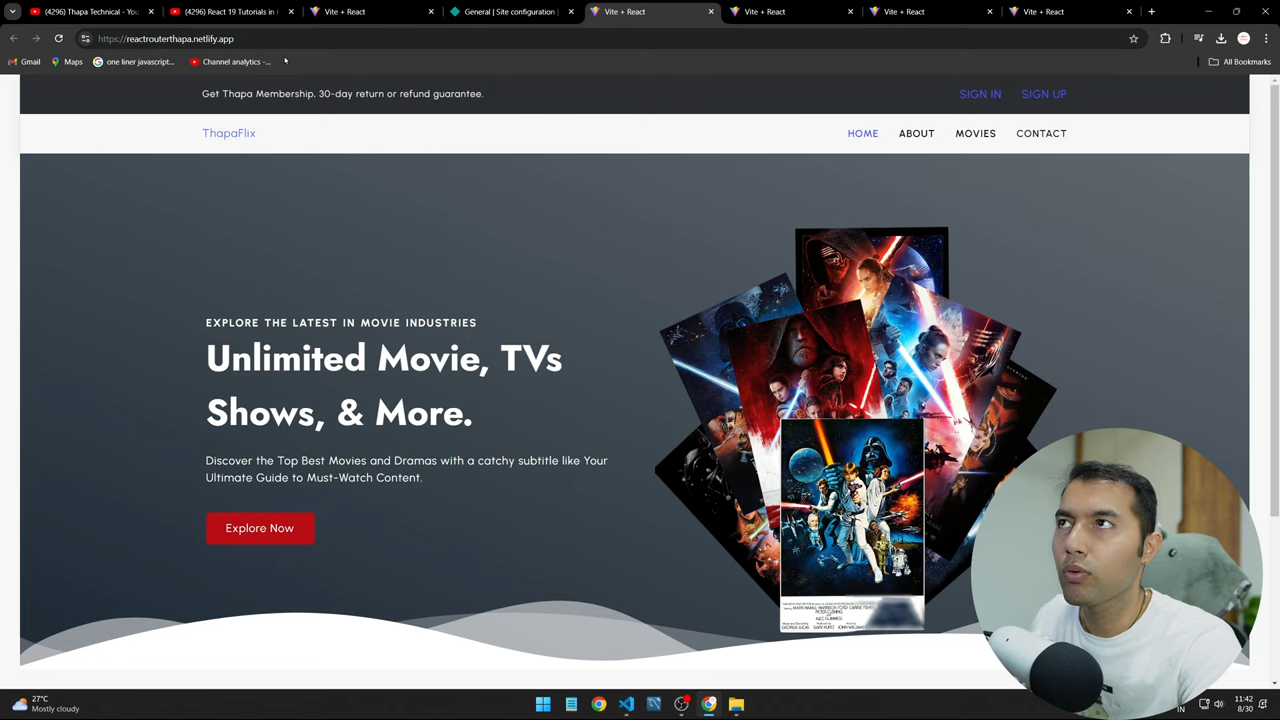 (4296) Thapa Technical - You
(4296) React 19 Tutorials in H
Vite + React
General | Site configuration |
Vite + React
Vite + React
Vite + React
Vite + React
https://reactrouterthapa.netlify.app
Gmail
Maps
one liner javascript...
Channel analytics -...
All Bookmarks
Get Thapa Membership, 30-day return or refund guarantee.
SIGN IN
SIGN UP
ThapaFlix
HOME
ABOUT
MOVIES
CONTACT
EXPLORE THE LATEST IN MOVIE INDUSTRIES
Unlimited Movie, TVs
Shows, & More.
Discover the Top Best Movies and Dramas with a catchy subtitle like Your
Ultimate Guide to Must-Watch Content.
Explore Now
27°C
Mostly cloudy
IN
11:42
8/30